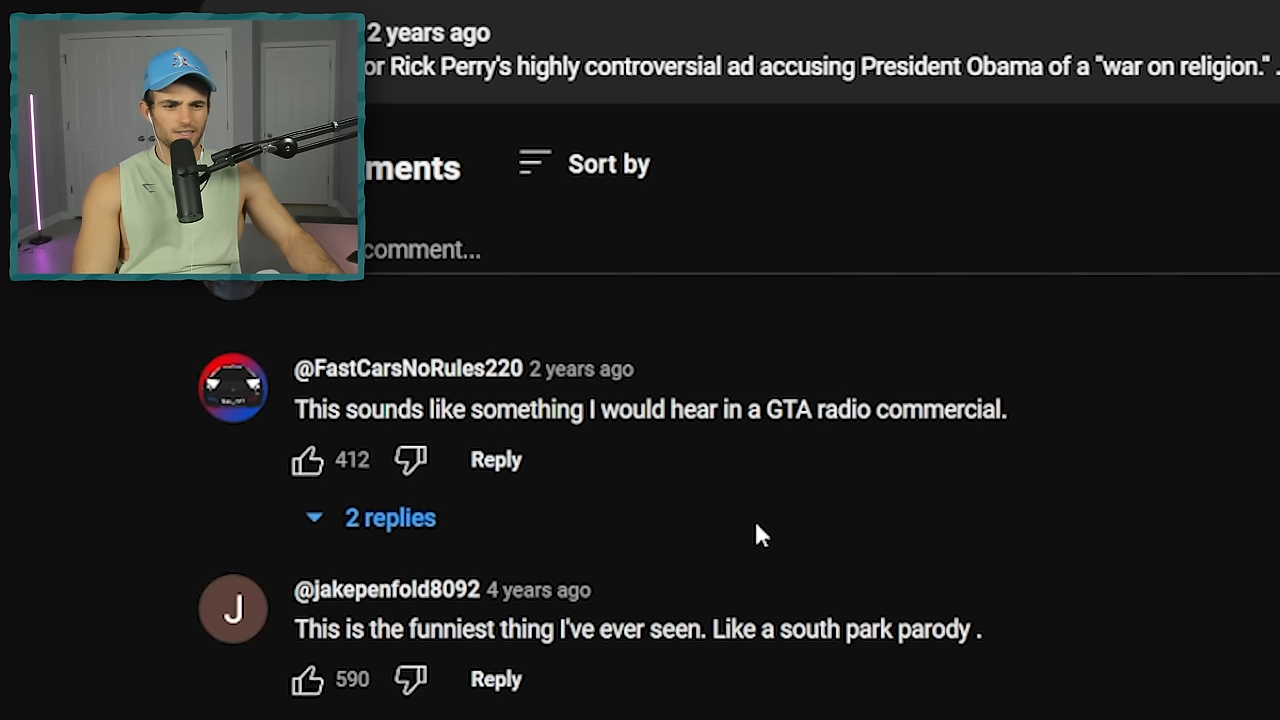 2 years ago
or Rick Perry's highly controversial ad accusing President Obama of a "war on religion." .
ments
Sort by
comment...
@FastCarsNoRules220 2 years ago
This sounds like something I would hear in a GTA radio commercial.
412
Reply
2 replies
J
@jakepenfold8092 4 years ago
This is the funniest thing I've ever seen. Like a south park parody .
590
Reply